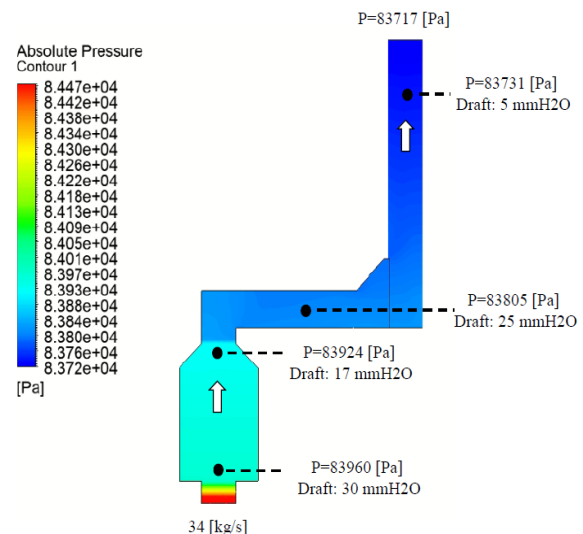 P=83717 [Pa]
Absolute Pressure
Contour 1
8.447e+04
8.442e+04
8.438e+04
8.434e+04
8.430e+04
8.426e+04
8.422e+04
8.418e+04
8.413e+04
8.409e+04
8.405e+04
8.401e+04
8.397e+04
8.393e+04
8.388e+04
8.384e+04
8.380e+04
8.376e+04
8.372e+04
[Pa]
P=83731 [Pa]
Draft: 5 mmH2O
P=83805 [Pa]
Draft: 25 mmH2O
P=83924 [Pa]
Draft: 17 mmH2O
P=83960 [Pa]
Draft: 30 mmH2O
34 [kg/s]